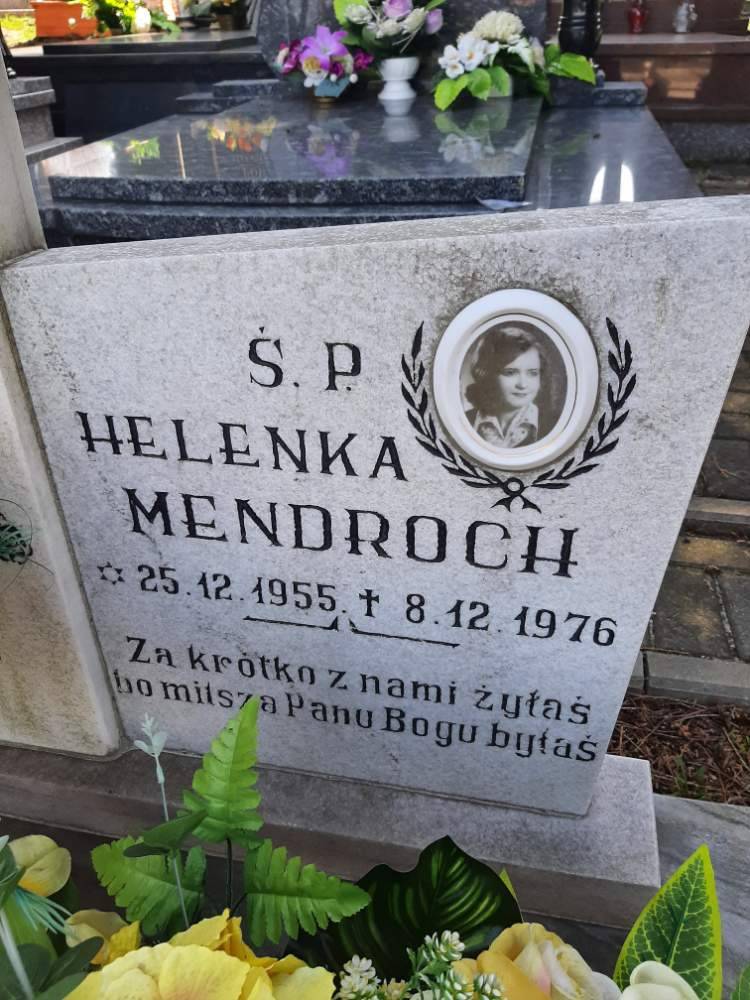 Ś. P.
HELENKA
MENDROCH
✡ 25.12.1955. ✝ 8.12.1976
Za krótko z nami żyłaś
bo milsza Panu Bogu byłaś